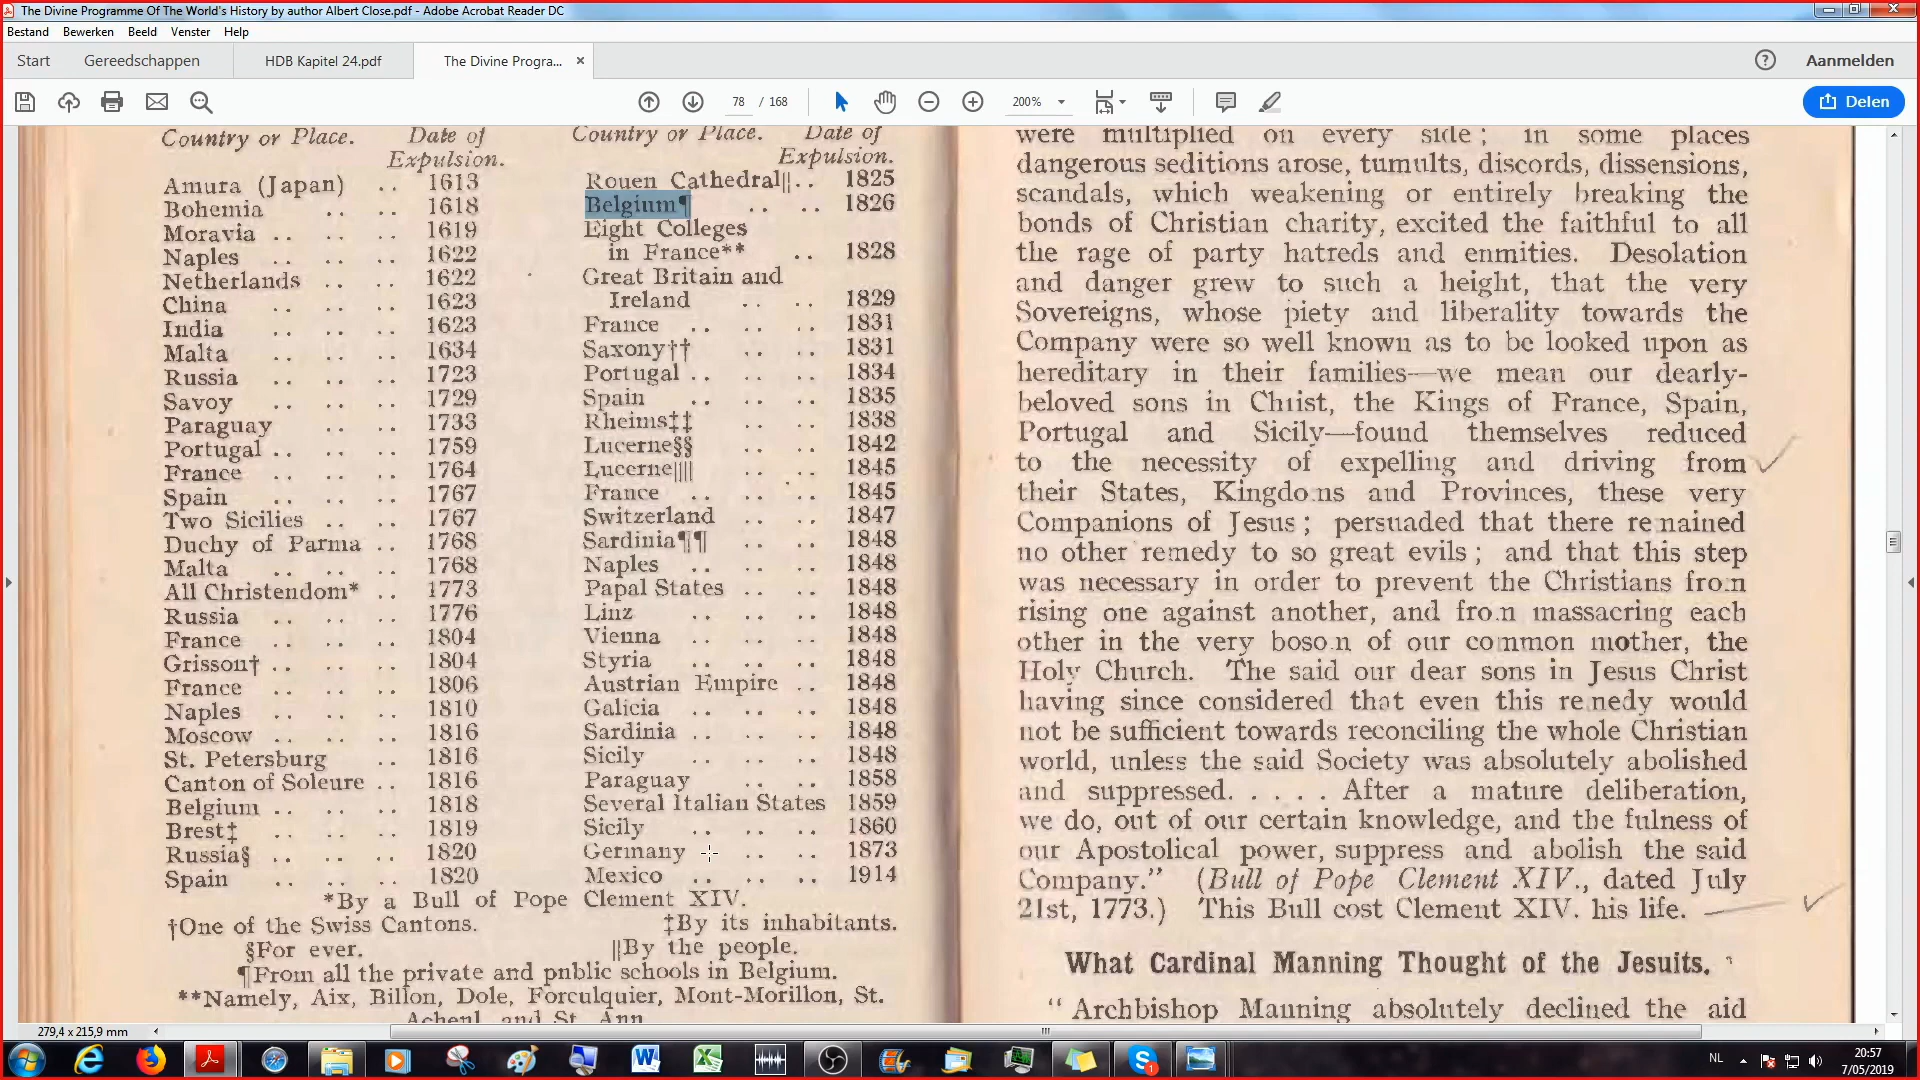 The Divine Programme Of The World's History by author Albert Close.pdf - Adobe Acrobat Reader DC
Bestand Bewerken Beeld Venster Help
Start Gereedschappen HDB Kapitel 24.pdf The Divine Progra... × Aanmelden
78 / 168 200% Delen
Country or Place. Date of Expulsion.
Amura (Japan) .. 1613
Bohemia .. .. 1618
Moravia .. .. .. 1619
Naples .. .. .. 1622
Netherlands .. .. 1622
China .. .. .. 1623
India .. .. .. 1623
Malta .. .. .. 1634
Russia .. .. .. 1723
Savoy .. .. .. 1729
Paraguay .. .. 1733
Portugal .. .. .. 1759
France .. .. .. 1764
Spain .. .. .. 1767
Two Sicilies .. .. 1767
Duchy of Parma .. 1768
Malta .. .. .. 1768
All Christendom* .. 1773
Russia .. .. .. 1776
France .. .. .. 1804
Grisson† .. .. .. 1804
France .. .. .. 1806
Naples .. .. .. 1810
Moscow .. .. .. 1816
St. Petersburg .. 1816
Canton of Soleure .. 1816
Belgium .. .. .. 1818
Brest‡ .. .. .. 1819
Russia§ .. .. .. 1820
Spain .. .. .. 1820
Country or Place. Date of Expulsion.
Rouen Cathedral||.. 1825
Belgium¶ .. .. 1826
Eight Colleges
in France** .. 1828
Great Britain and
Ireland .. .. 1829
France .. .. .. 1831
Saxony†† .. .. 1831
Portugal .. .. .. 1834
Spain .. .. .. 1835
Rheims‡‡ .. .. 1838
Lucerne§§ .. .. 1842
Lucerne|||| .. .. 1845
France .. .. .. 1845
Switzerland .. .. 1847
Sardinia¶¶ .. .. 1848
Naples .. .. .. 1848
Papal States .. .. 1848
Linz .. .. .. 1848
Vienna .. .. .. 1848
Styria .. .. .. 1848
Austrian Empire .. 1848
Galicia .. .. .. 1848
Sardinia .. .. .. 1848
Sicily .. .. .. 1848
Paraguay .. .. 1858
Several Italian States 1859
Sicily .. .. .. 1860
Germany .. .. 1873
Mexico .. .. .. 1914
*By a Bull of Pope Clement XIV.
†One of the Swiss Cantons. ‡By its inhabitants.
§For ever. ||By the people.
¶From all the private and public schools in Belgium.
**Namely, Aix, Billon, Dole, Forculquier, Mont-Morillon, St.
Acheul, and St. Ann
were multiplied on every side ; in some places
dangerous seditions arose, tumults, discords, dissensions,
scandals, which weakening or entirely breaking the
bonds of Christian charity, excited the faithful to all
the rage of party hatreds and enmities. Desolation
and danger grew to such a height, that the very
Sovereigns, whose piety and liberality towards the
Company were so well known as to be looked upon as
hereditary in their families—we mean our dearly-
beloved sons in Christ, the Kings of France, Spain,
Portugal and Sicily—found themselves reduced
to the necessity of expelling and driving from
their States, Kingdoms and Provinces, these very
Companions of Jesus ; persuaded that there remained
no other remedy to so great evils ; and that this step
was necessary in order to prevent the Christians from
rising one against another, and from massacring each
other in the very bosom of our common mother, the
Holy Church. The said our dear sons in Jesus Christ
having since considered that even this remedy would
not be sufficient towards reconciling the whole Christian
world, unless the said Society was absolutely abolished
and suppressed. . . . . After a mature deliberation,
we do, out of our certain knowledge, and the fulness of
our Apostolical power, suppress and abolish the said
Company." (Bull of Pope Clement XIV., dated July
21st, 1773.) This Bull cost Clement XIV. his life.
What Cardinal Manning Thought of the Jesuits.
" Archbishop Manning absolutely declined the aid
279,4 x 215,9 mm
NL 20:57
7/05/2019